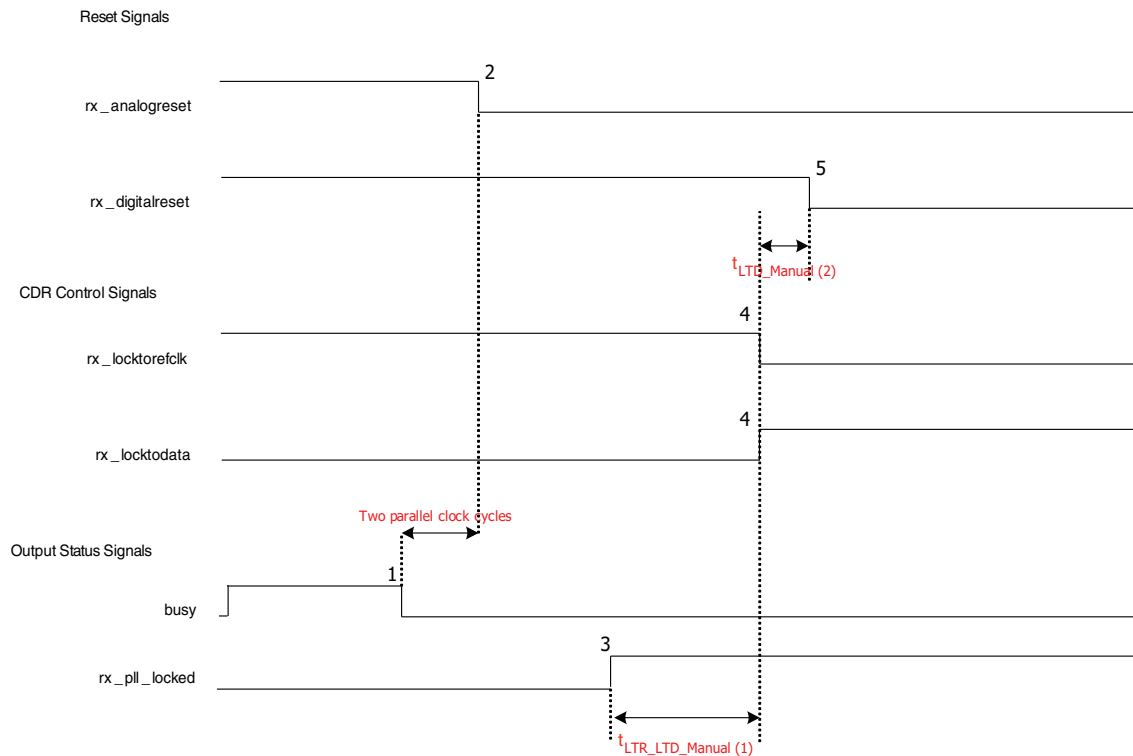 Reset Signals
2
rx_analogreset
5
rx_digitalreset
tLTD_Manual (2)
CDR Control Signals
4
rx_locktorefclk
4
rx_locktodata
Two parallel clock cycles
Output Status Signals
1
busy
3
rx_pll_locked
tLTR_LTD_Manual (1)